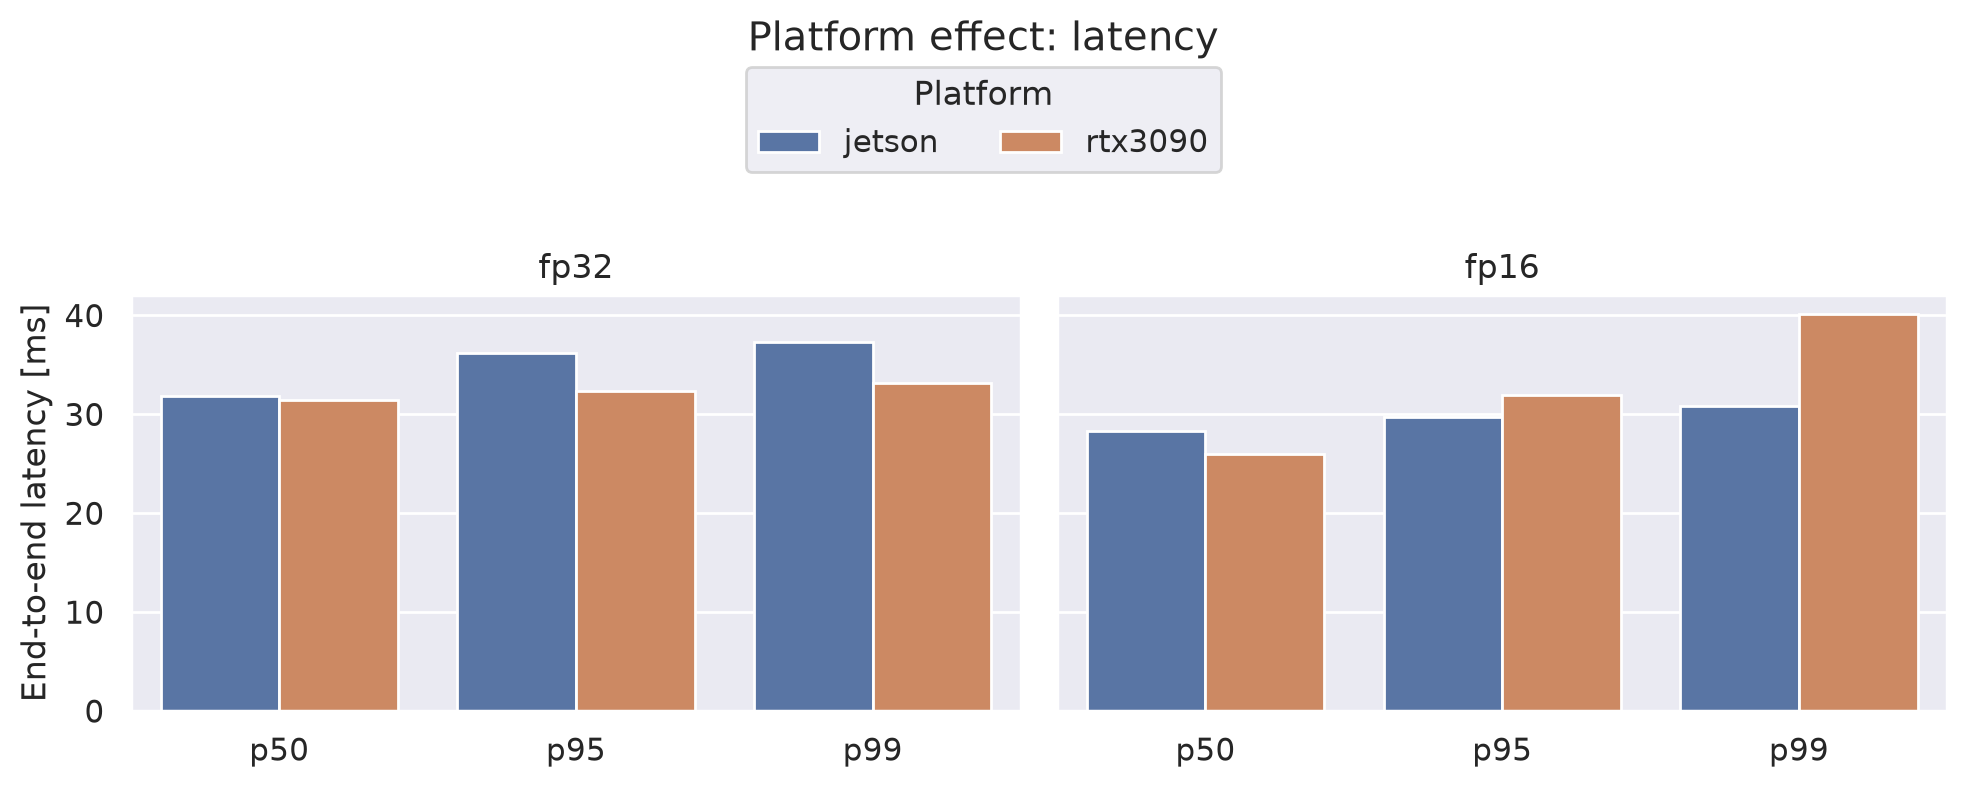 Platform effect: latency
Platform
jetson rtx3090
fp32 fp16
End-to-end latency [ms]
40
30
20
10
0
p50 p95 p99 p50 p95 p99